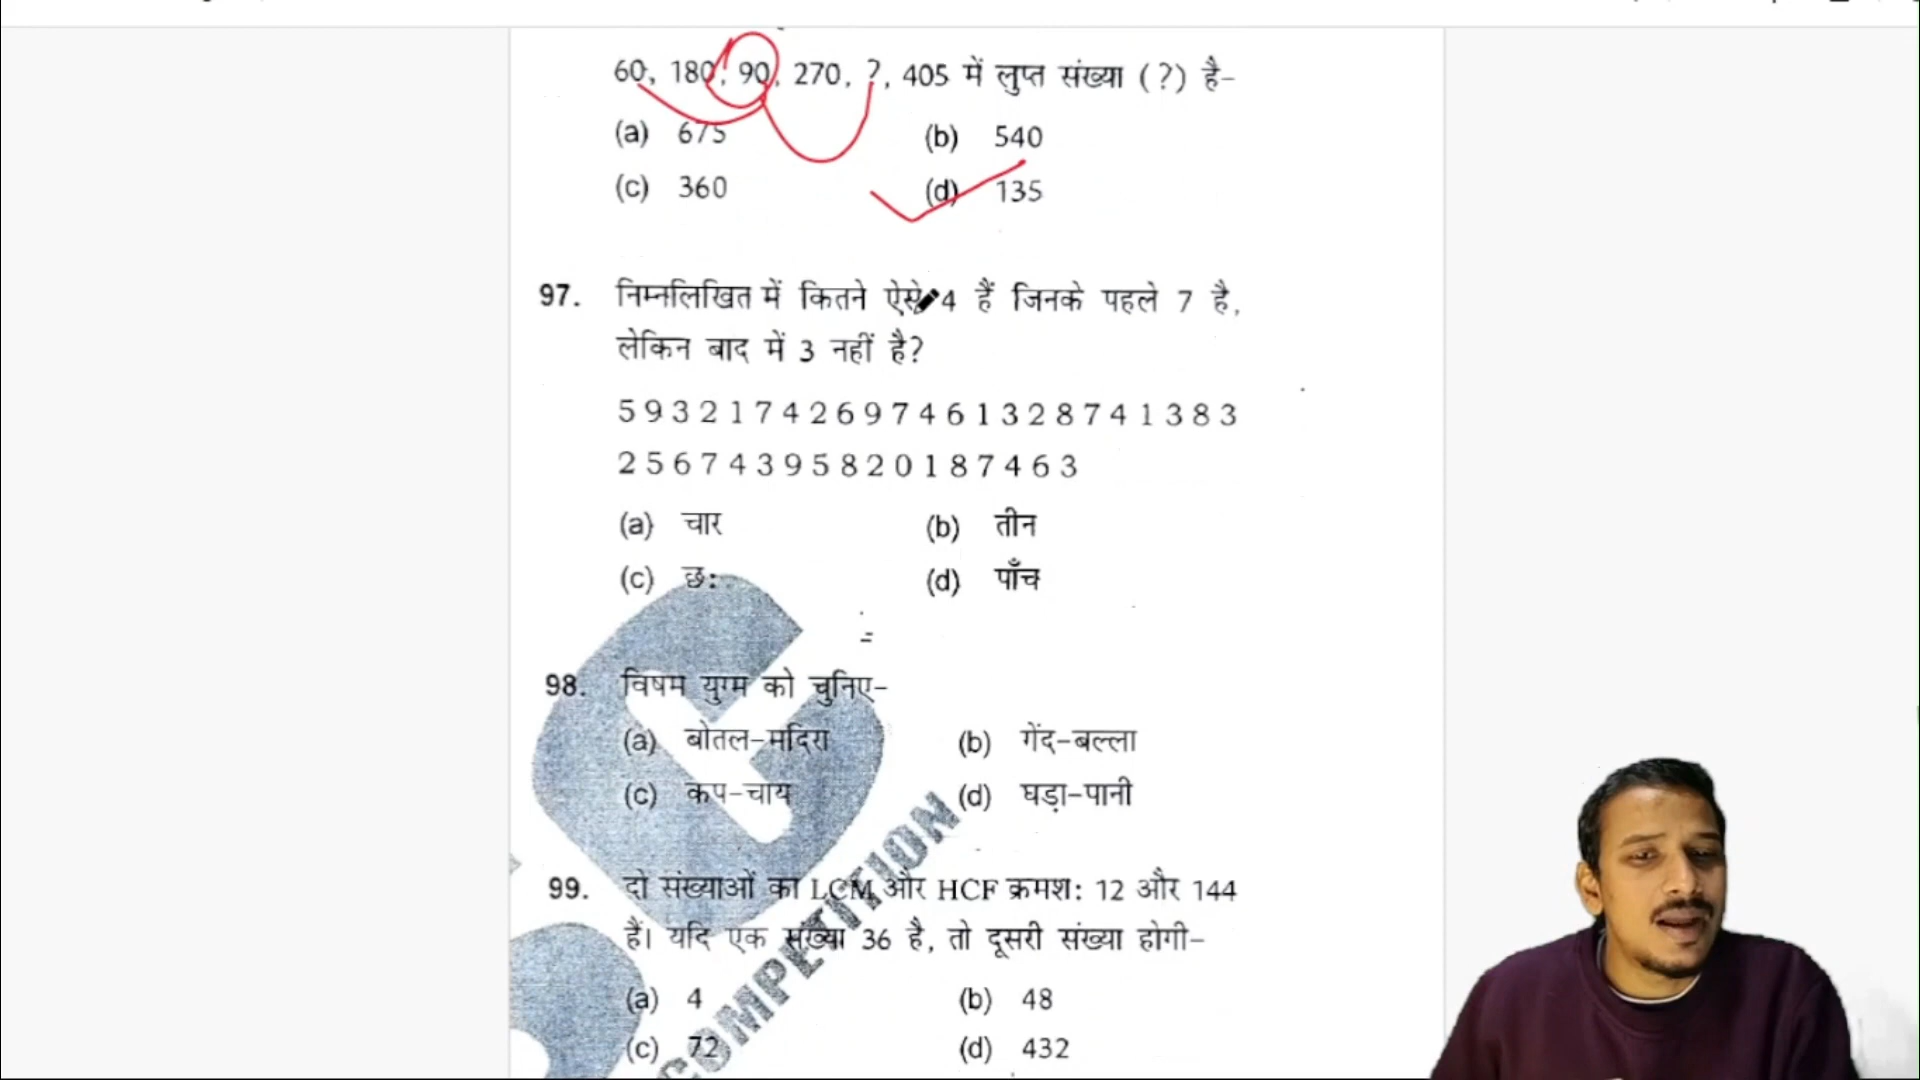 60, 180, 90, 270, ?, 405 में लुप्त संख्या (?) है-
(a) 675 (b) 540
(c) 360 (d) 135
97. निम्नलिखित में कितने ऐसे 4 हैं जिनके पहले 7 है,
लेकिन बाद में 3 नहीं है?
5 9 3 2 1 7 4 2 6 9 7 4 6 1 3 2 8 7 4 1 3 8 3
2 5 6 7 4 3 9 5 8 2 0 1 8 7 4 6 3
(a) चार (b) तीन
(c) छ: (d) पाँच
98. विषम युग्म को चुनिए-
(a) बोतल-मदिरा (b) गेंद-बल्ला
(c) कप-चाय (d) घड़ा-पानी
99. दो संख्याओं का LCM और HCF क्रमश: 12 और 144
हैं। यदि एक संख्या 36 है, तो दूसरी संख्या होगी-
(a) 4 (b) 48
(c) 72 (d) 432
COMPETITION